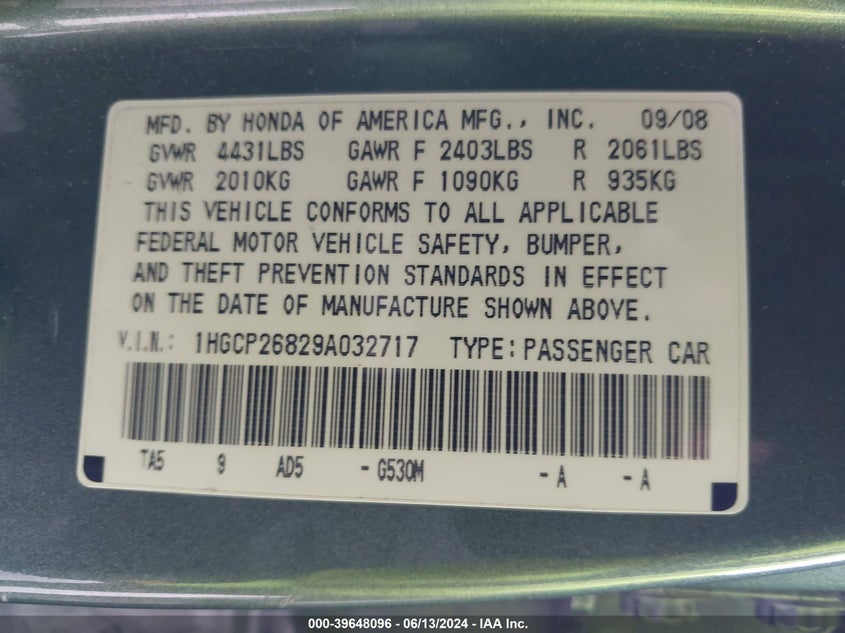 MFD. BY HONDA OF AMERICA MFG., INC. 09/08
GVWR 4431LBS GAWR F 2403LBS R 2061LBS
GVWR 2010KG GAWR F 1090KG R 935KG
THIS VEHICLE CONFORMS TO ALL APPLICABLE
FEDERAL MOTOR VEHICLE SAFETY, BUMPER,
AND THEFT PREVENTION STANDARDS IN EFFECT
ON THE DATE OF MANUFACTURE SHOWN ABOVE.
V.I.N.: 1HGCP26829A032717 TYPE: PASSENGER CAR
TA5 9 AD5 - G530M - A - A
000-39648096 - 06/13/2024 - IAA Inc.